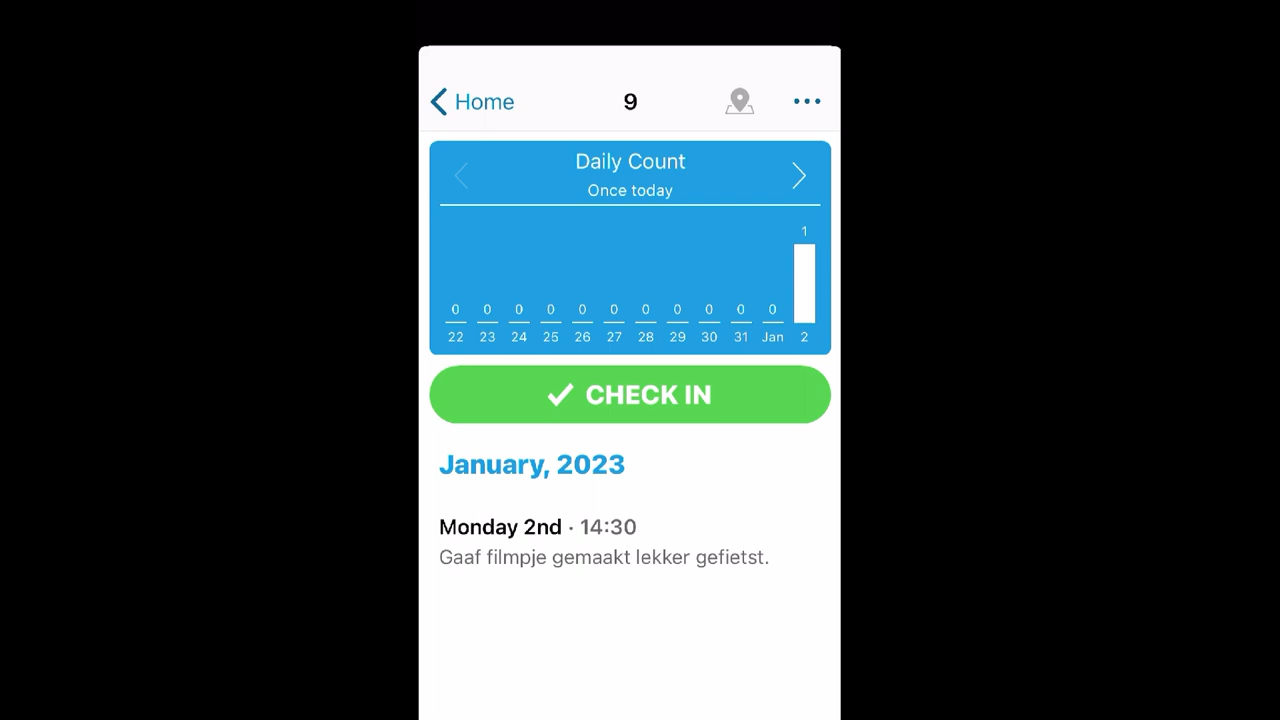 Home 9
Daily Count
Once today
1
0 0 0 0 0 0 0 0 0 0 0
22 23 24 25 26 27 28 29 30 31 Jan 2
CHECK IN
January, 2023
Monday 2nd · 14:30
Gaaf filmpje gemaakt lekker gefietst.